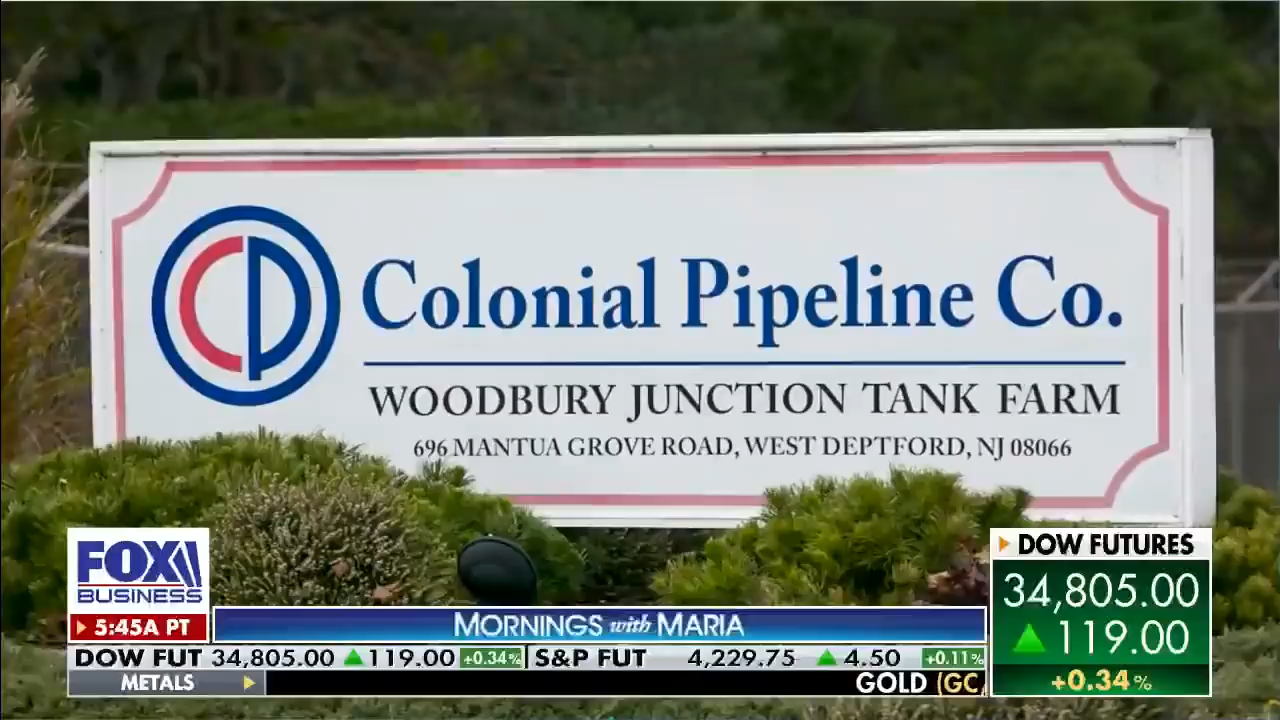 CP
Colonial Pipeline Co.
WOODBURY JUNCTION TANK FARM
696 MANTUA GROVE ROAD, WEST DEPTFORD, NJ 08066
FOX
BUSINESS
5:45A PT
MORNINGS with MARIA
DOW FUT 34,805.00 ▲ 119.00 +0.34% S&P FUT 4,229.75 ▲ 4.50 +0.11%
METALS
GOLD (GC
DOW FUTURES
34,805.00
▲ 119.00
+0.34%